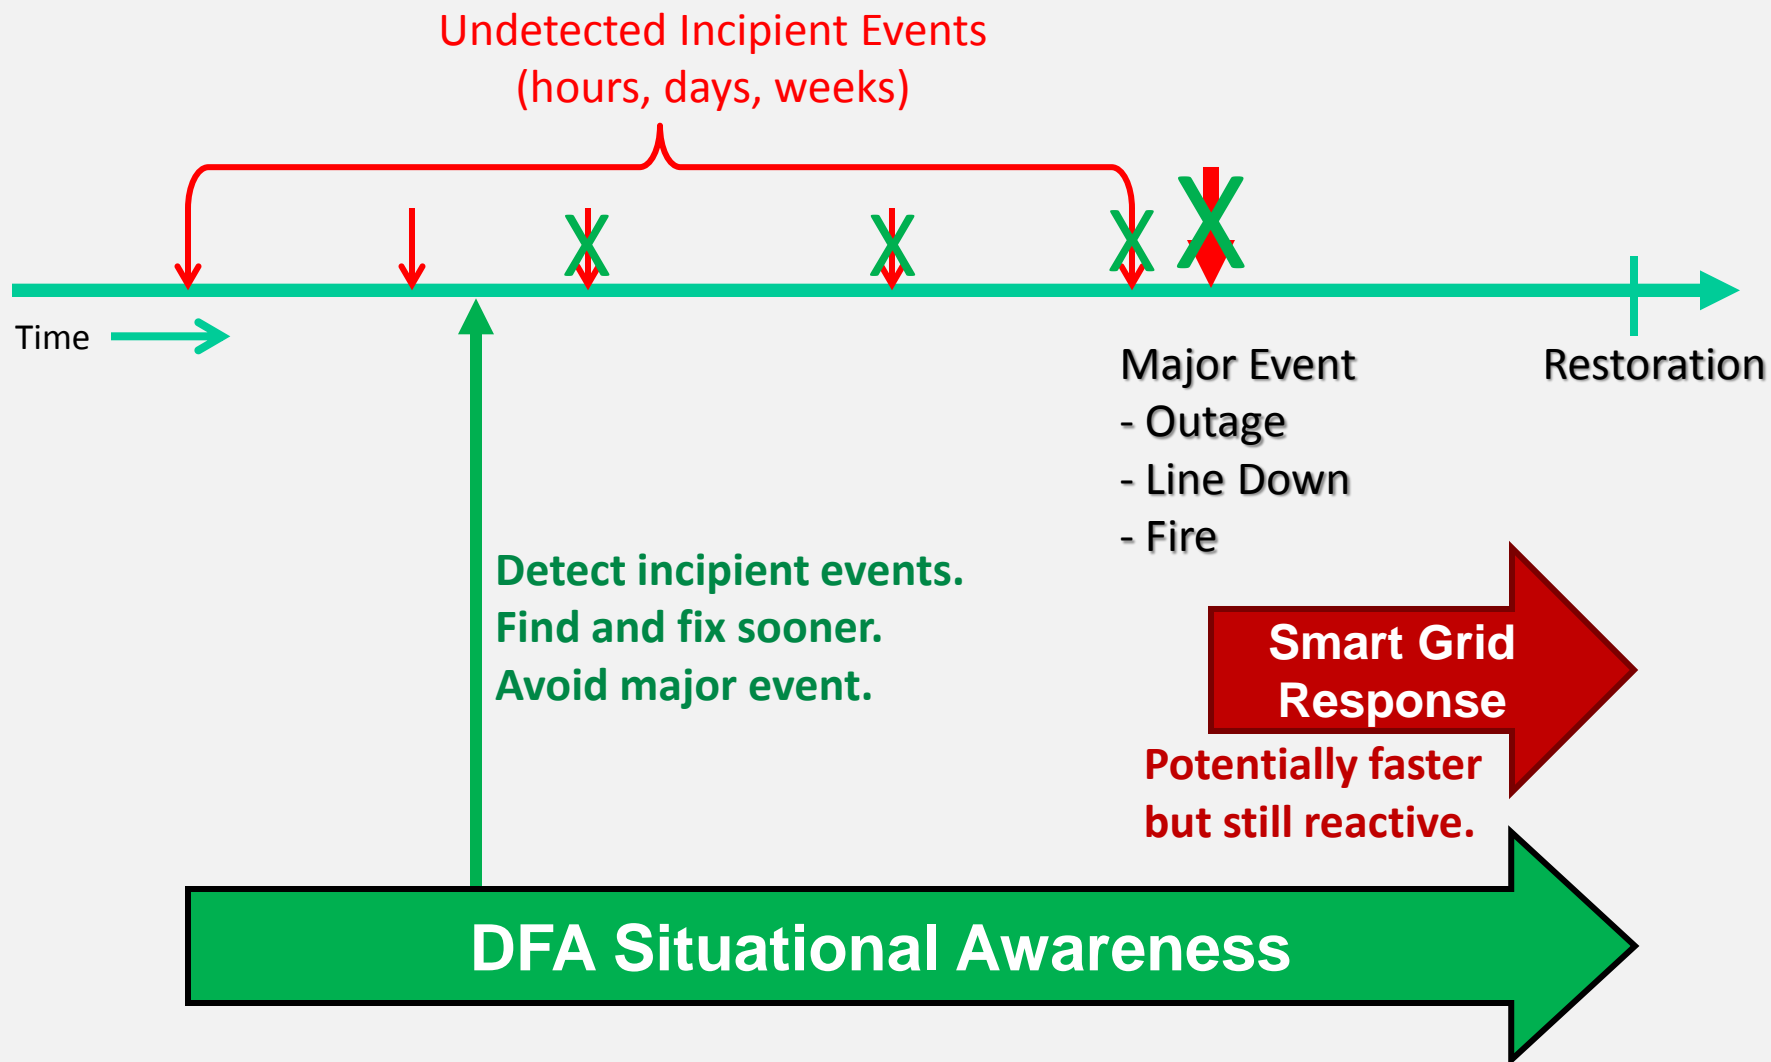 Undetected Incipient Events
(hours, days, weeks)
Time
Major Event
- Outage
- Line Down
- Fire
Restoration
Detect incipient events.
Find and fix sooner.
Avoid major event.
Smart Grid
Response
Potentially faster
but still reactive.
DFA Situational Awareness